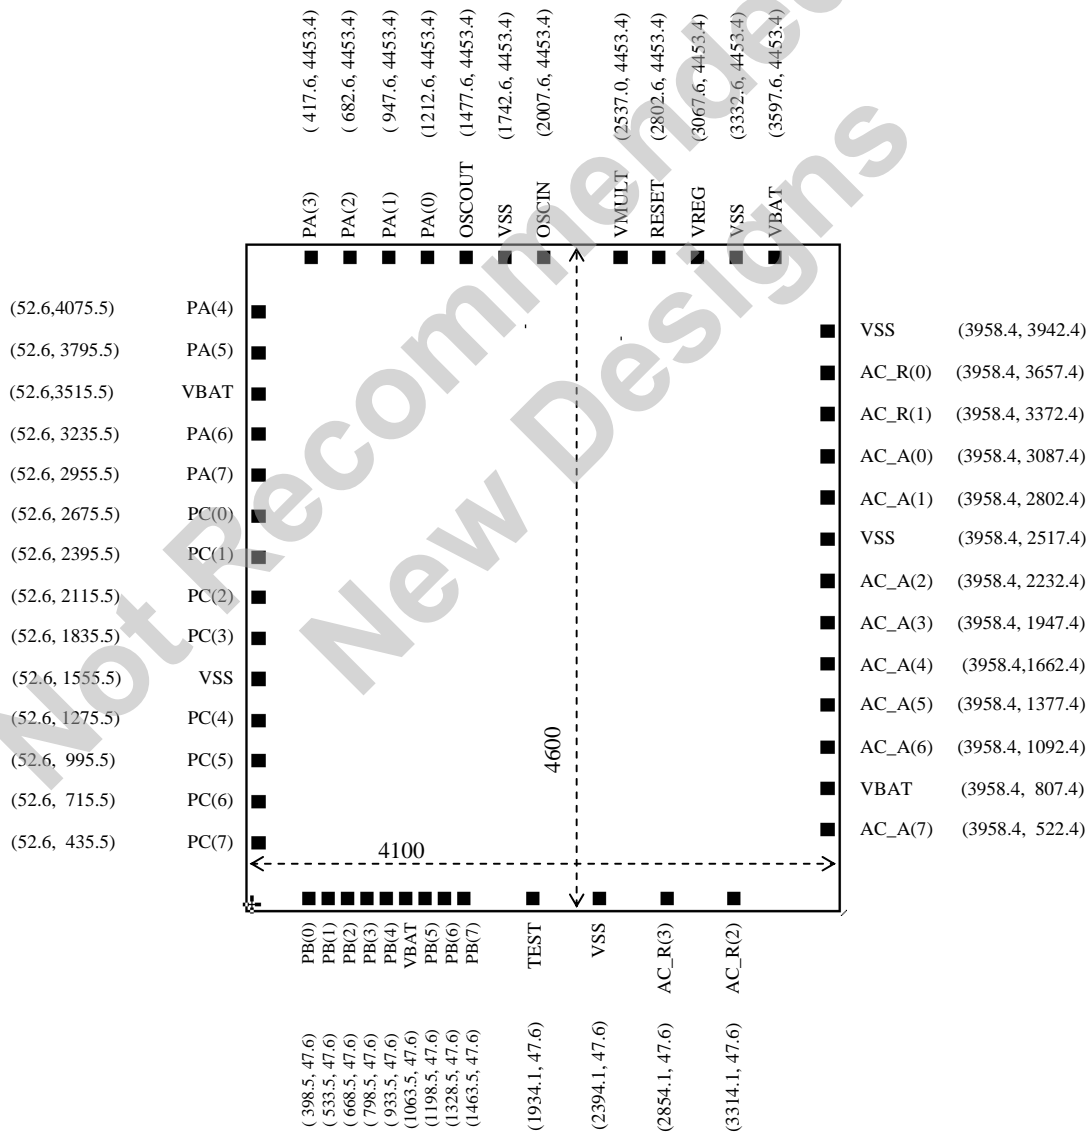 ( 417.6, 4453.4)
( 682.6, 4453.4)
( 947.6, 4453.4)
(1212.6, 4453.4)
(1477.6, 4453.4)
(1742.6, 4453.4)
(2007.6, 4453.4)
(2537.0, 4453.4)
(2802.6, 4453.4)
(3067.6, 4453.4)
(3332.6, 4453.4)
(3597.6, 4453.4)
PA(3)
PA(2)
PA(1)
PA(0)
OSCOUT
VSS
OSCIN
VMULT
RESET
VREG
VSS
VBAT
(52.6,4075.5) PA(4)
(52.6, 3795.5) PA(5)
(52.6,3515.5) VBAT
(52.6, 3235.5) PA(6)
(52.6, 2955.5) PA(7)
(52.6, 2675.5) PC(0)
(52.6, 2395.5) PC(1)
(52.6, 2115.5) PC(2)
(52.6, 1835.5) PC(3)
(52.6, 1555.5) VSS
(52.6, 1275.5) PC(4)
(52.6, 995.5) PC(5)
(52.6, 715.5) PC(6)
(52.6, 435.5) PC(7)
VSS (3958.4, 3942.4)
AC_R(0) (3958.4, 3657.4)
AC_R(1) (3958.4, 3372.4)
AC_A(0) (3958.4, 3087.4)
AC_A(1) (3958.4, 2802.4)
VSS (3958.4, 2517.4)
AC_A(2) (3958.4, 2232.4)
AC_A(3) (3958.4, 1947.4)
AC_A(4) (3958.4,1662.4)
AC_A(5) (3958.4, 1377.4)
AC_A(6) (3958.4, 1092.4)
VBAT (3958.4, 807.4)
AC_A(7) (3958.4, 522.4)
4600
4100
PB(0)
PB(1)
PB(2)
PB(3)
PB(4)
VBAT
PB(5)
PB(6)
PB(7)
TEST
VSS
AC_R(3)
AC_R(2)
( 398.5, 47.6)
( 533.5, 47.6)
( 668.5, 47.6)
( 798.5, 47.6)
( 933.5, 47.6)
(1063.5, 47.6)
(1198.5, 47.6)
(1328.5, 47.6)
(1463.5, 47.6)
(1934.1, 47.6)
(2394.1, 47.6)
(2854.1, 47.6)
(3314.1, 47.6)
Not Recommended
New Designs